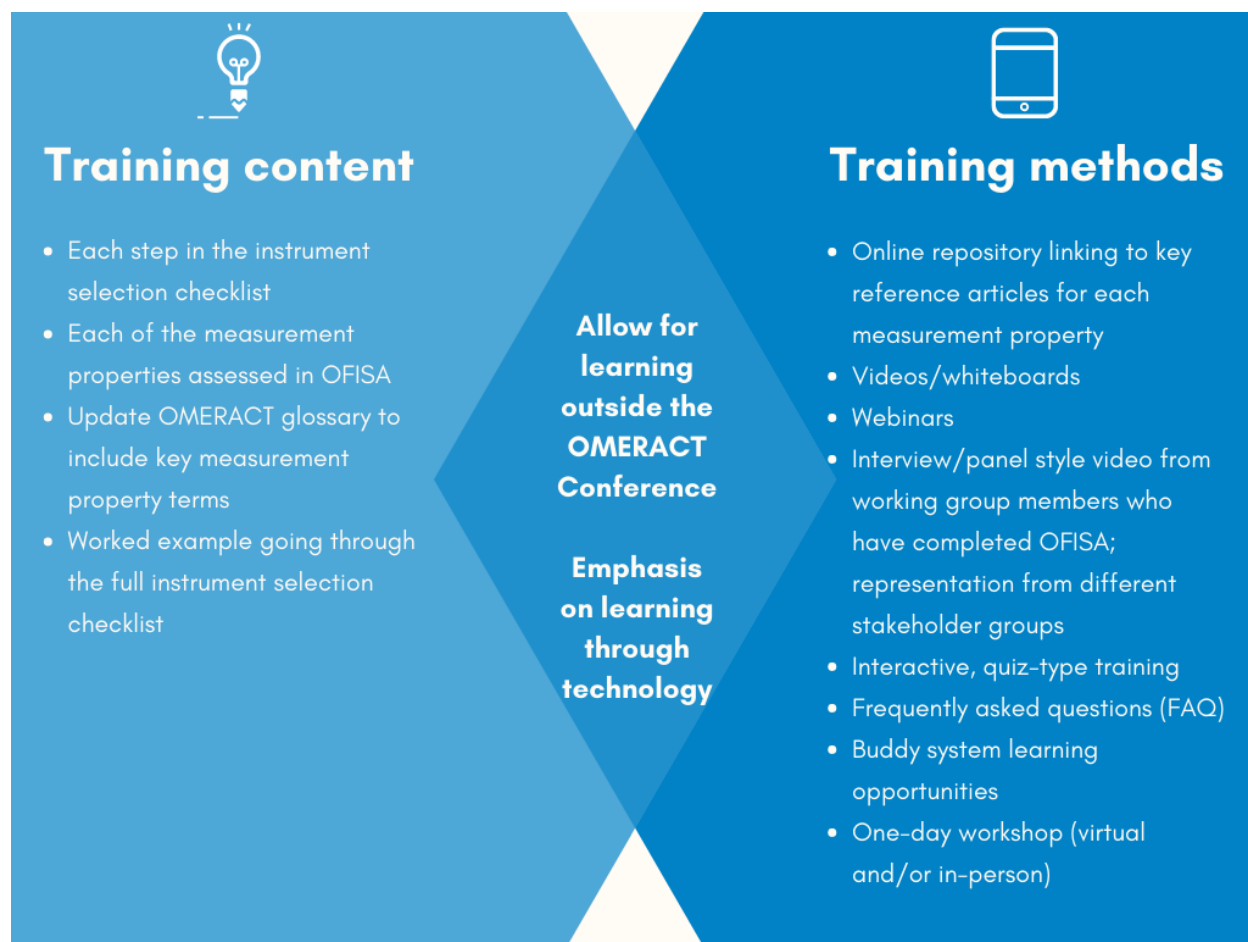 Training content
• Each step in the instrument
selection checklist
• Each of the measurement
properties assessed in OFISA
• Update OMERACT glossary to
include key measurement
property terms
• Worked example going through
the full instrument selection
checklist
Allow for
learning
outside the
OMERACT
Conference
Emphasis
on learning
through
technology
Training methods
• Online repository linking to key
reference articles for each
measurement property
• Videos/whiteboards
• Webinars
• Interview/panel style video from
working group members who
have completed OFISA;
representation from different
stakeholder groups
• Interactive, quiz-type training
• Frequently asked questions (FAQ)
• Buddy system learning
opportunities
• One-day workshop (virtual
and/or in-person)